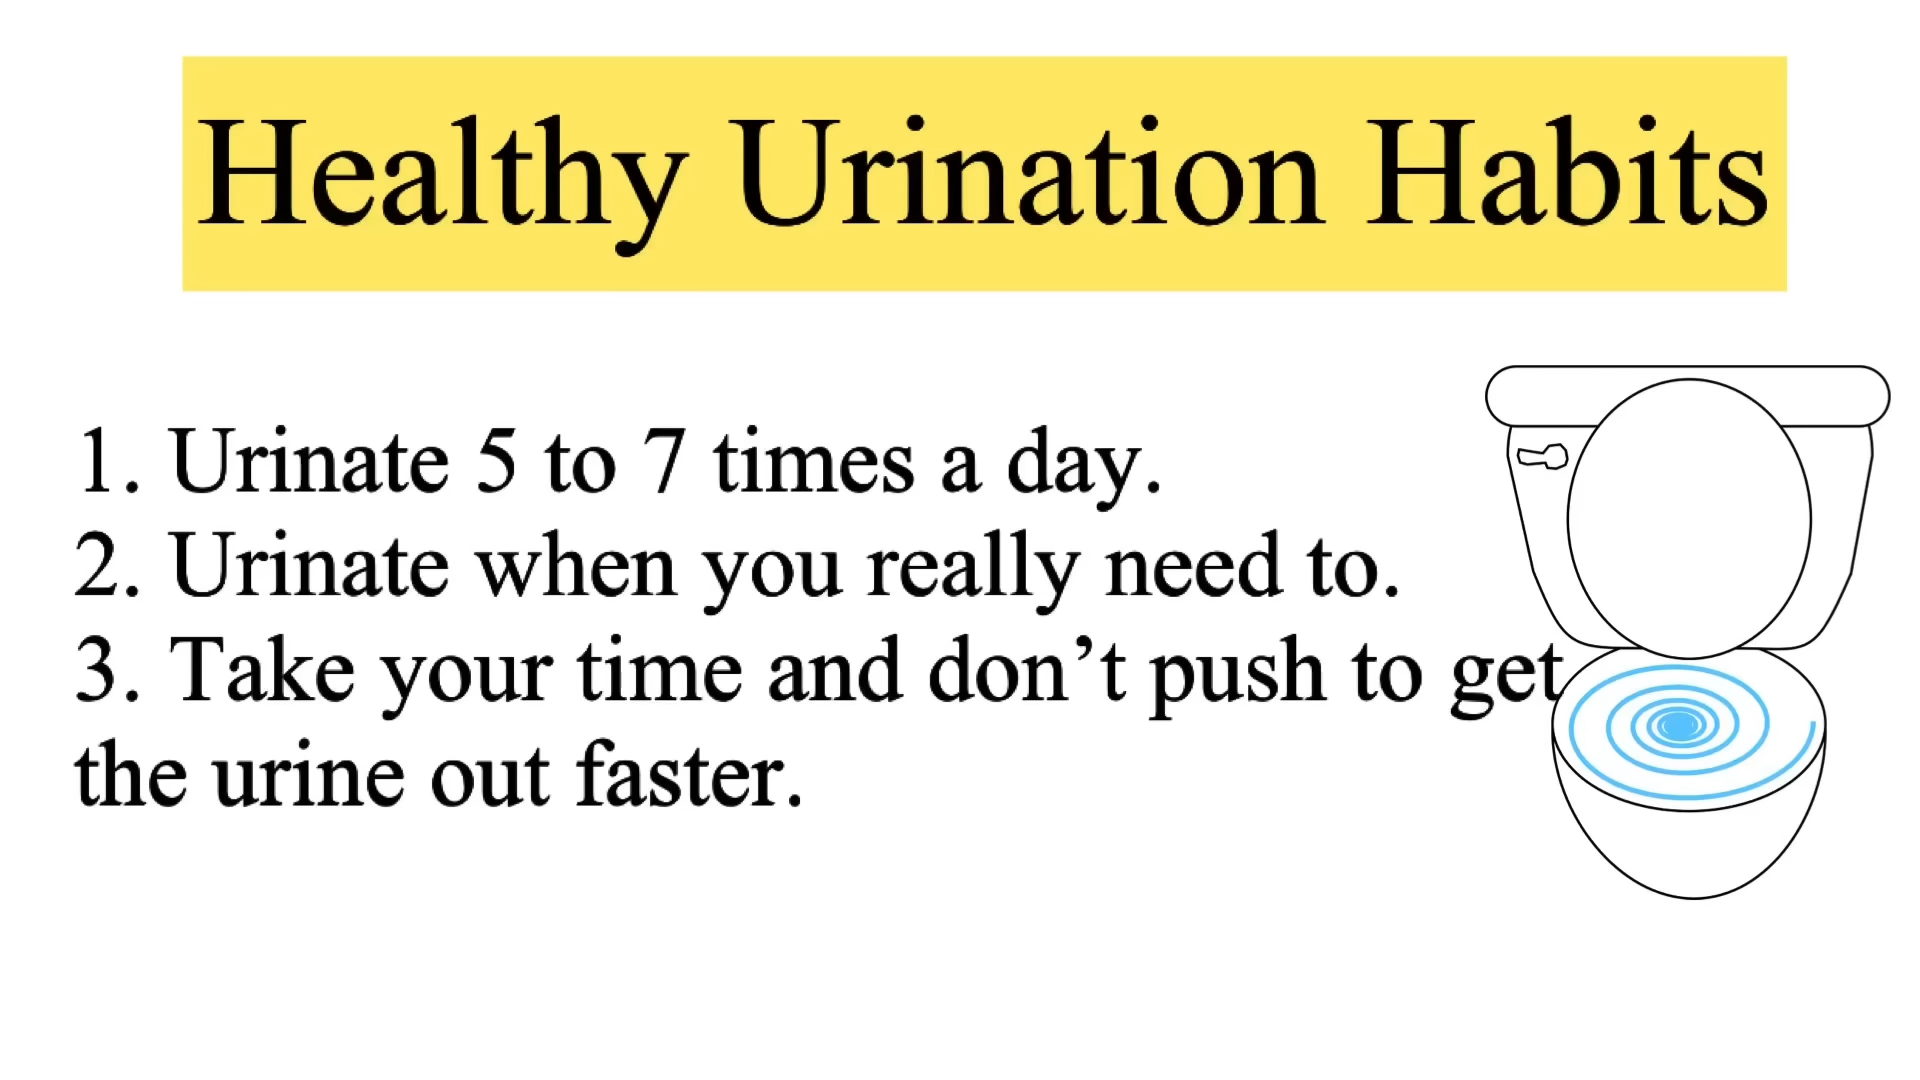 Healthy Urination Habits
1. Urinate 5 to 7 times a day.
2. Urinate when you really need to.
3. Take your time and don’t push to get
the urine out faster.